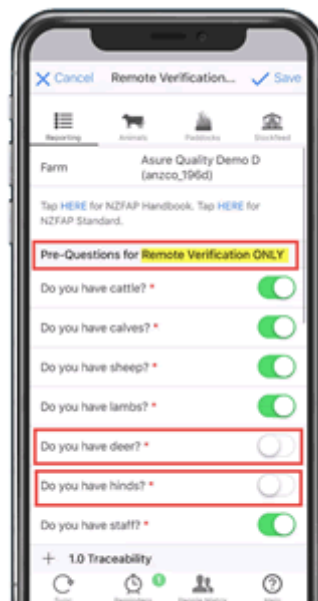 Cancel Remote Verification... Save
Reporting Animals Paddocks Stockfeed
Farm Asure Quality Demo D
(anzco_196d)
Tap HERE for NZFAP Handbook. Tap HERE for
NZFAP Standard.
Pre-Questions for Remote Verification ONLY
Do you have cattle? *
Do you have calves? *
Do you have sheep? *
Do you have lambs? *
Do you have deer? *
Do you have hinds? *
Do you have staff? *
+ 1.0 Traceability
1